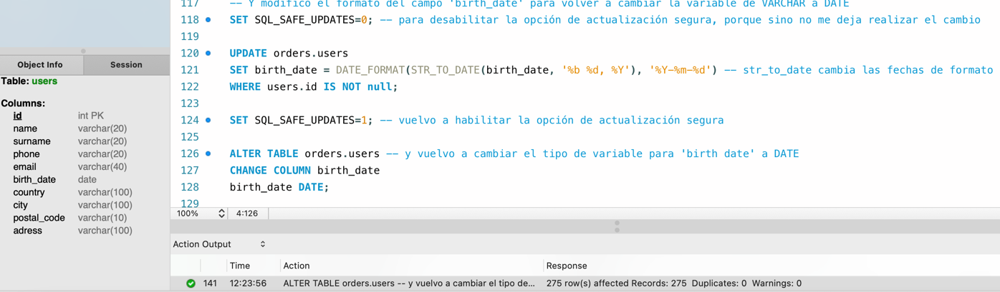 117 -- Y modifico el formato del campo 'birth_date' para volver a cambiar la variable de VARCHAR a DATE
118 SET SQL_SAFE_UPDATES=0; -- para desabilitar la opción de actualización segura, porque sino no me deja realizar el cambio
119
120 UPDATE orders.users
121 SET birth_date = DATE_FORMAT(STR_TO_DATE(birth_date, '%b %d, %Y'), '%Y-%m-%d') -- str_to_date cambia las fechas de formato
122 WHERE users.id IS NOT null;
123
124 SET SQL_SAFE_UPDATES=1; -- vuelvo a habilitar la opción de actualización segura
125
126 ALTER TABLE orders.users -- y vuelvo a cambiar el tipo de variable para 'birth date' a DATE
127 CHANGE COLUMN birth_date
128 birth_date DATE;
129
100% 4:126
Object Info Session
Table: users
Columns:
id int PK
name varchar(20)
surname varchar(20)
phone varchar(20)
email varchar(40)
birth_date date
country varchar(100)
city varchar(100)
postal_code varchar(10)
adress varchar(100)
Action Output
Time Action Response
141 12:23:56 ALTER TABLE orders.users -- y vuelvo a cambiar el tipo de... 275 row(s) affected Records: 275 Duplicates: 0 Warnings: 0